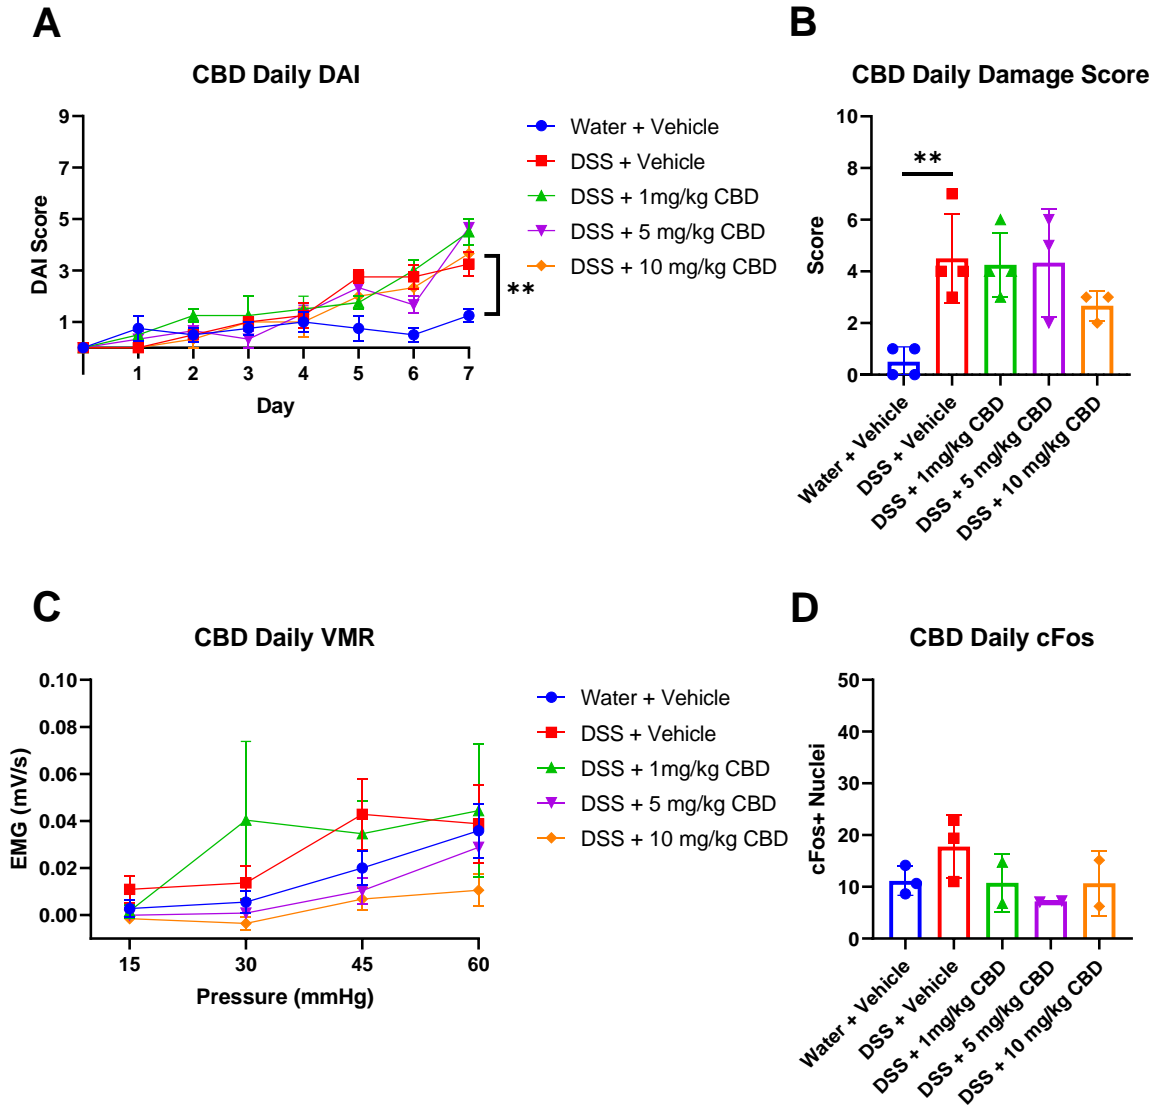 A
CBD Daily DAI
9
7
5
3
1
DAI Score
1 2 3 4 5 6 7
Day
Water + Vehicle
DSS + Vehicle
DSS + 1mg/kg CBD
DSS + 5 mg/kg CBD
DSS + 10 mg/kg CBD
**
B
CBD Daily Damage Score
10
8
6
4
2
0
Score
**
Water + Vehicle
DSS + Vehicle
DSS + 1mg/kg CBD
DSS + 5 mg/kg CBD
DSS + 10 mg/kg CBD
C
CBD Daily VMR
0.10
0.08
0.06
0.04
0.02
0.00
EMG (mV/s)
15 30 45 60
Pressure (mmHg)
Water + Vehicle
DSS + Vehicle
DSS + 1mg/kg CBD
DSS + 5 mg/kg CBD
DSS + 10 mg/kg CBD
D
CBD Daily cFos
50
40
30
20
10
0
cFos+ Nuclei
Water + Vehicle
DSS + Vehicle
DSS + 1mg/kg CBD
DSS + 5 mg/kg CBD
DSS + 10 mg/kg CBD